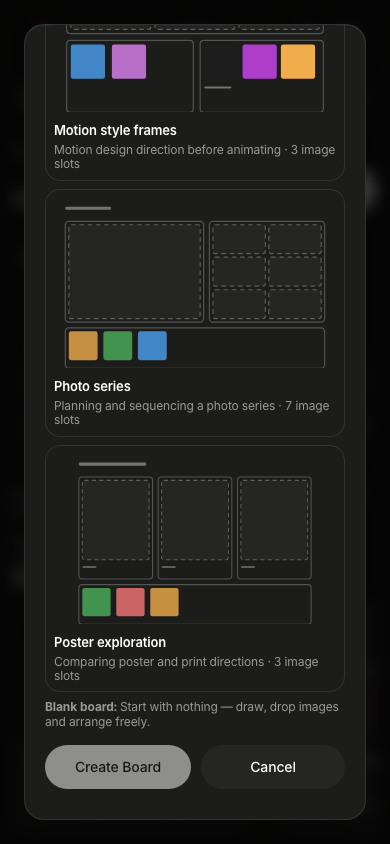 Motion style frames
Motion design direction before animating · 3 image
slots
Photo series
Planning and sequencing a photo series · 7 image
slots
Poster exploration
Comparing poster and print directions · 3 image
slots
Blank board: Start with nothing — draw, drop images
and arrange freely.
Create Board
Cancel